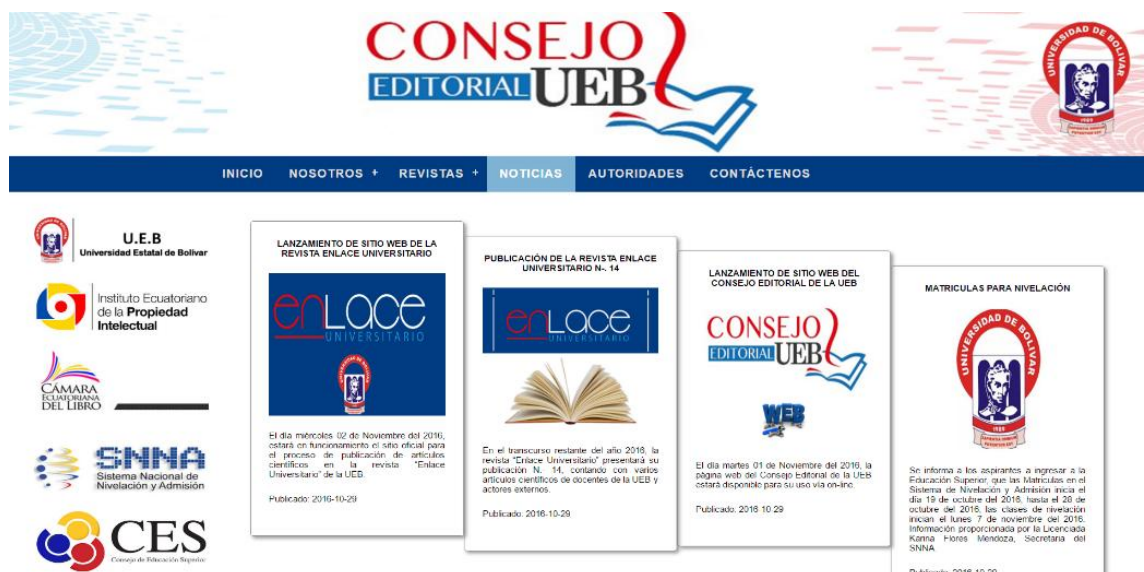 CONSEJO
EDITORIAL UEB
UNIVERSIDAD DE BOLIVAR
1989
INICIO NOSOTROS + REVISTAS + NOTICIAS AUTORIDADES CONTÁCTENOS
U.E.B
Universidad Estatal de Bolívar
Instituto Ecuatoriano
de la Propiedad
Intelectual
CÁMARA
ECUATORIANA
DEL LIBRO
SNNA
Sistema Nacional de
Nivelación y Admisión
CES
Consejo de Educación Superior
LANZAMIENTO DE SITIO WEB DE LA
REVISTA ENLACE UNIVERSITARIO
enLace
UNIVERSITARIO
El día miércoles 02 de Noviembre del 2016,
estará en funcionamiento el sitio oficial para
el proceso de publicación de artículos
científicos en la revista "Enlace
Universitario" de la UEB.
Publicado: 2016-10-29
PUBLICACIÓN DE LA REVISTA ENLACE
UNIVERSITARIO N-. 14
enLace
UNIVERSITARIO
En el transcurso restante del año 2016, la
revista "Enlace Universitario" presentará su
publicación N. 14, contando con varios
artículos científicos de docentes de la UEB y
actores externos.
Publicado: 2016-10-29
LANZAMIENTO DE SITIO WEB DEL
CONSEJO EDITORIAL DE LA UEB
CONSEJO
EDITORIAL UEB
WEB
El día martes 01 de Noviembre del 2016, la
página web del Consejo Editorial de la UEB
estará disponible para su uso vía on-line.
Publicado: 2016-10-29
MATRICULAS PARA NIVELACIÓN
UNIVERSIDAD DE BOLIVAR
Se informa a los aspirantes a ingresar a la
Educación Superior, que las Matriculas en el
Sistema de Nivelación y Admisión inicia el
día 19 de octubre del 2016, hasta el 28 de
octubre del 2016, las clases de nivelación
inician el lunes 7 de noviembre del 2016.
Información proporcionada por la Licenciada
Karina Flores Mendoza, Secretaria del
SNNA.
Publicado: 2016-10-29